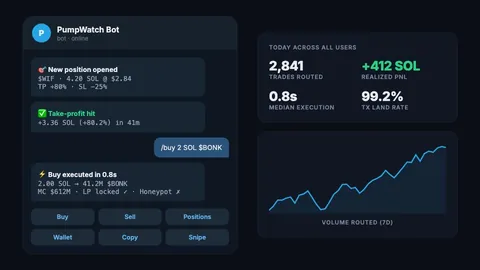 P
PumpWatch Bot
bot · online
🎯 New position opened
$WIF · 4.20 SOL @ $2.84
TP +80% · SL −25%
✅ Take-profit hit
+3.36 SOL (+80.2%) in 41m
/buy 2 SOL $BONK
⚡ Buy executed in 0.8s
2.00 SOL → 41.2M $BONK
MC $612M · LP locked ✓ · Honeypot ✗
Buy
Sell
Positions
Wallet
Copy
Snipe
TODAY ACROSS ALL USERS
2,841
+412 SOL
TRADES ROUTED
REALIZED PNL
0.8s
99.2%
MEDIAN EXECUTION
TX LAND RATE
VOLUME ROUTED (7D)